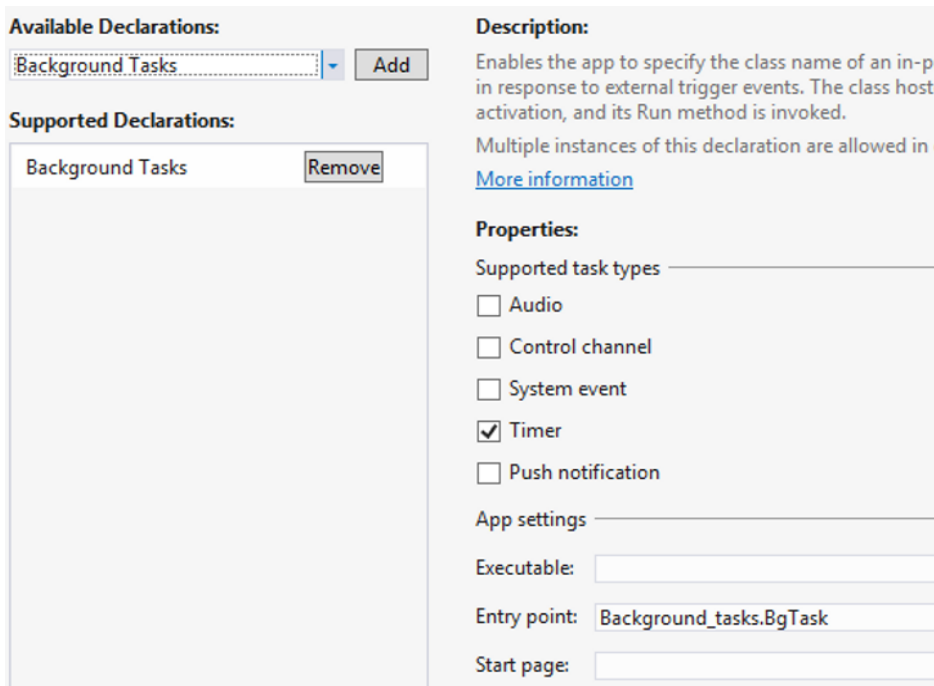 Available Declarations:
Background Tasks
Add
Supported Declarations:
Background Tasks
Remove
Description:
Enables the app to specify the class name of an in-p
in response to external trigger events. The class host
activation, and its Run method is invoked.
Multiple instances of this declaration are allowed in
More information
Properties:
Supported task types
Audio
Control channel
System event
Timer
Push notification
App settings
Executable:
Entry point: Background_tasks.BgTask
Start page: